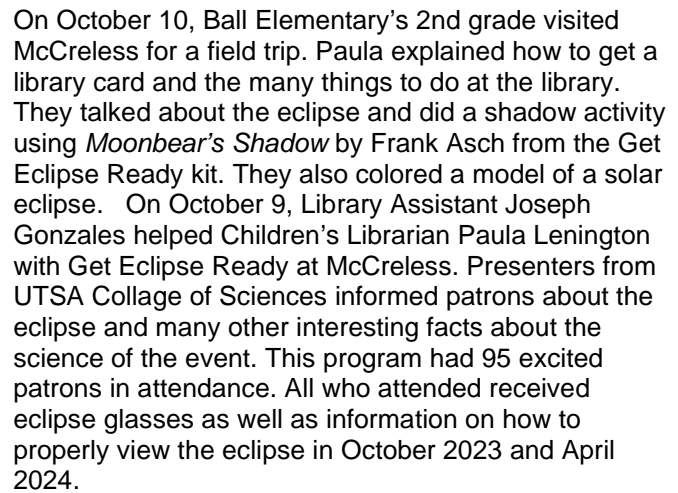 On October 10, Ball Elementary’s 2nd grade visited
McCreless for a field trip. Paula explained how to get a
library card and the many things to do at the library.
They talked about the eclipse and did a shadow activity
using Moonbear’s Shadow by Frank Asch from the Get
Eclipse Ready kit. They also colored a model of a solar
eclipse.   On October 9, Library Assistant Joseph
Gonzales helped Children’s Librarian Paula Lenington
with Get Eclipse Ready at McCreless. Presenters from
UTSA Collage of Sciences informed patrons about the
eclipse and many other interesting facts about the
science of the event. This program had 95 excited
patrons in attendance. All who attended received
eclipse glasses as well as information on how to
properly view the eclipse in October 2023 and April
2024.